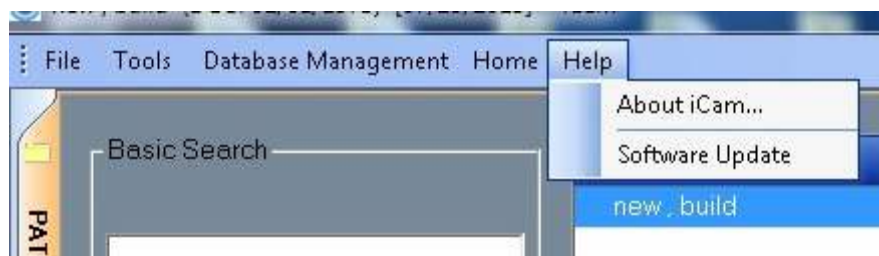 File Tools Database Management Home Help
About iCam...
Software Update
Basic Search
new , build
PAT